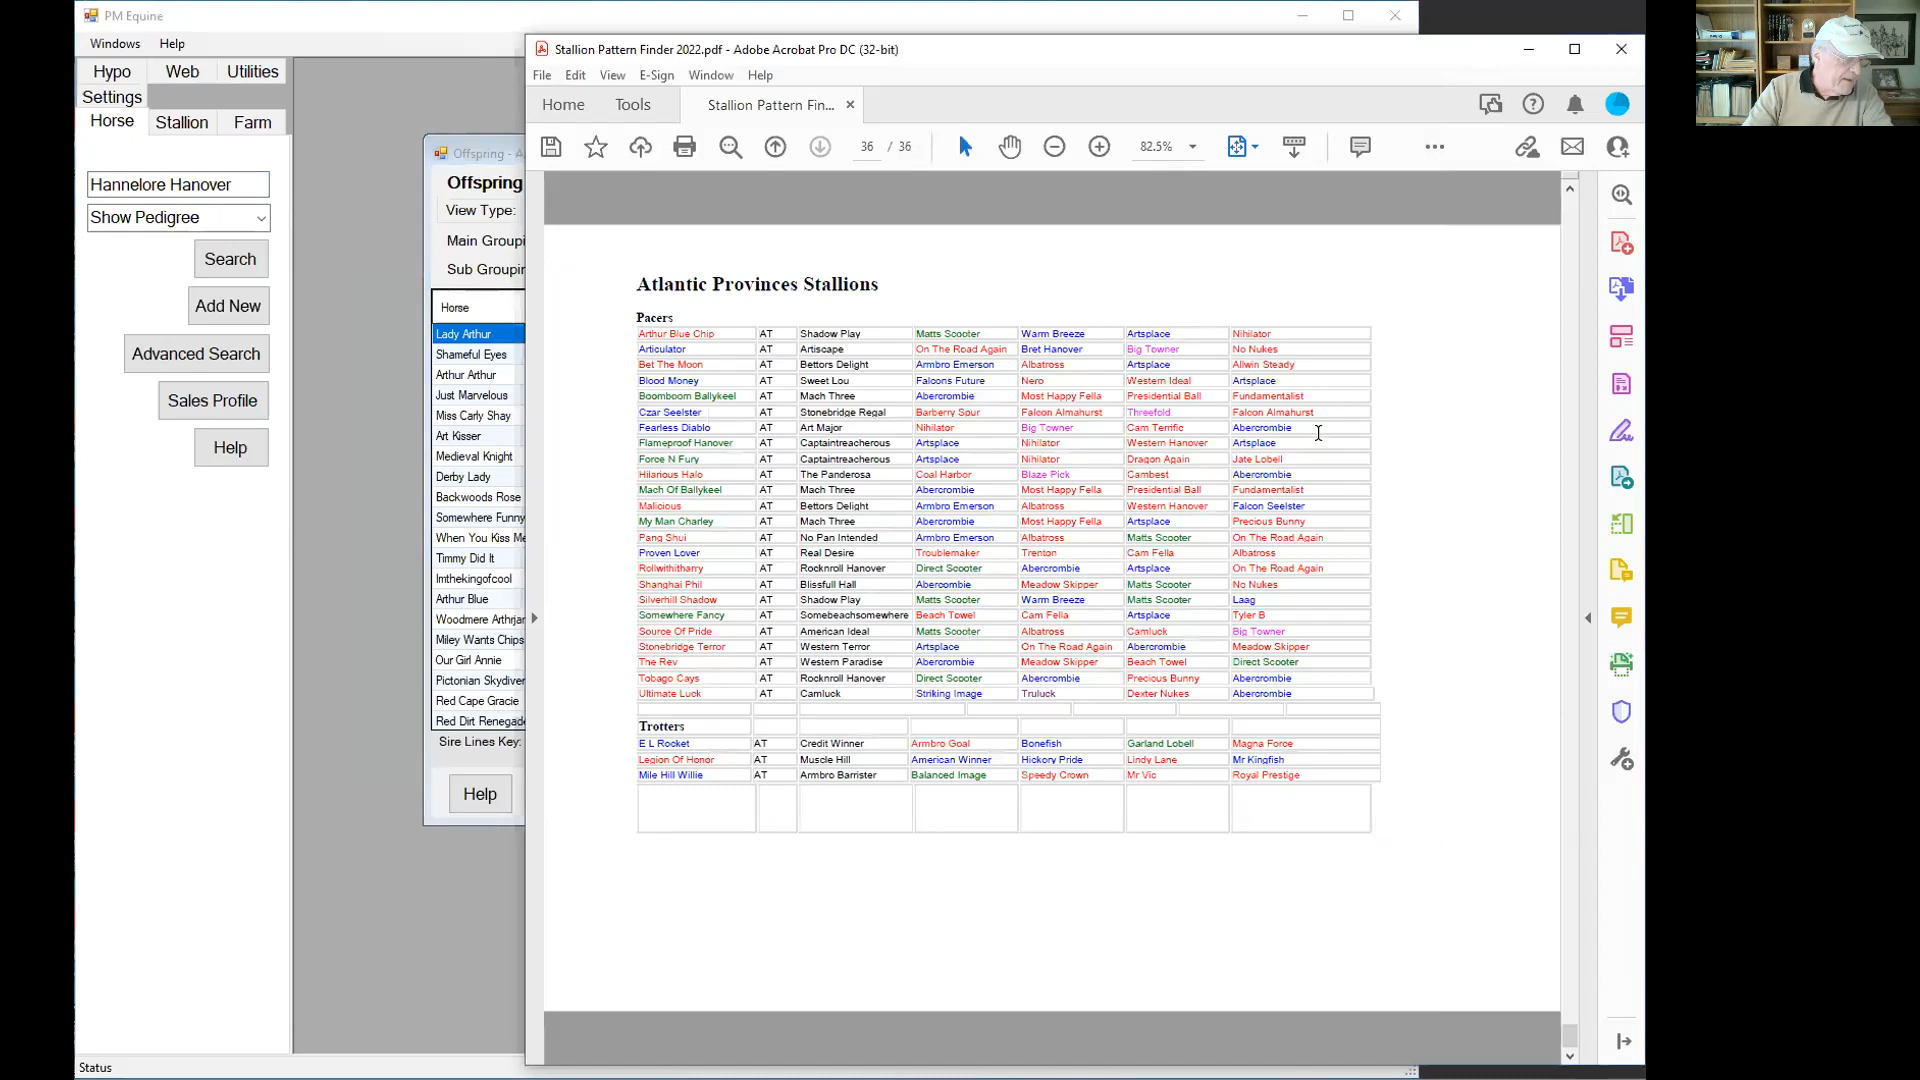 PM Equine
Windows Help
Hypo Web Utilities
Settings
Horse Stallion Farm
Hannelore Hanover
Show Pedigree
Search
Add New
Advanced Search
Sales Profile
Help
Status
Offspring - A
Offspring
View Type:
Main Groupi
Sub Groupin
Horse
Lady Arthur
Shameful Eyes
Arthur Arthur
Just Marvelous
Miss Carly Shay
Art Kisser
Medieval Knight
Derby Lady
Backwoods Rose
Somewhere Funny
When You Kiss Me
Timmy Did It
Imthekingofcool
Arthur Blue
Woodmere Arthrjar
Miley Wants Chips
Our Girl Annie
Pictonian Skydiver
Red Cape Gracie
Red Dirt Renegade
Sire Lines Key:
Help
Stallion Pattern Finder 2022.pdf - Adobe Acrobat Pro DC (32-bit)
File Edit View E-Sign Window Help
Home Tools Stallion Pattern Fin...
36 / 36 82.5%
Atlantic Provinces Stallions
Pacers
Arthur Blue Chip AT Shadow Play Matts Scooter Warm Breeze Artsplace Nihilator
Articulator AT Artiscape On The Road Again Bret Hanover Big Towner No Nukes
Bet The Moon AT Bettors Delight Armbro Emerson Albatross Artsplace Allwin Steady
Blood Money AT Sweet Lou Falcons Future Nero Western Ideal Artsplace
Boomboom Ballykeel AT Mach Three Abercrombie Most Happy Fella Presidential Ball Fundamentalist
Czar Seelster AT Stonebridge Regal Barberry Spur Falcon Almahurst Threefold Falcon Almahurst
Fearless Diablo AT Art Major Nihilator Big Towner Cam Terrific Abercrombie
Flameproof Hanover AT Captaintreacherous Artsplace Nihilator Western Hanover Artsplace
Force N Fury AT Captaintreacherous Artsplace Nihilator Dragon Again Jate Lobell
Hilarious Halo AT The Panderosa Coal Harbor Blaze Pick Cambest Abercrombie
Mach Of Ballykeel AT Mach Three Abercrombie Most Happy Fella Presidential Ball Fundamentalist
Malicious AT Bettors Delight Armbro Emerson Albatross Western Hanover Falcon Seelster
My Man Charley AT Mach Three Abercrombie Most Happy Fella Artsplace Precious Bunny
Pang Shui AT No Pan Intended Armbro Emerson Albatross Matts Scooter On The Road Again
Proven Lover AT Real Desire Troublemaker Trenton Cam Fella Albatross
Rollwithitharry AT Rocknroll Hanover Direct Scooter Abercrombie Artsplace On The Road Again
Shanghai Phil AT Blissfull Hall Abercombie Meadow Skipper Matts Scooter No Nukes
Silverhill Shadow AT Shadow Play Matts Scooter Warm Breeze Matts Scooter Laag
Somewhere Fancy AT Somebeachsomewhere Beach Towel Cam Fella Artsplace Tyler B
Source Of Pride AT American Ideal Matts Scooter Albatross Camluck Big Towner
Stonebridge Terror AT Western Terror Artsplace On The Road Again Abercrombie Meadow Skipper
The Rev AT Western Paradise Abercrombie Meadow Skipper Beach Towel Direct Scooter
Tobago Cays AT Rocknroll Hanover Direct Scooter Abercrombie Precious Bunny Abercrombie
Ultimate Luck AT Camluck Striking Image Truluck Dexter Nukes Abercrombie
Trotters
E L Rocket AT Credit Winner Armbro Goal Bonefish Garland Lobell Magna Force
Legion Of Honor AT Muscle Hill American Winner Hickory Pride Lindy Lane Mr Kingfish
Mile Hill Willie AT Armbro Barrister Balanced Image Speedy Crown Mr Vic Royal Prestige